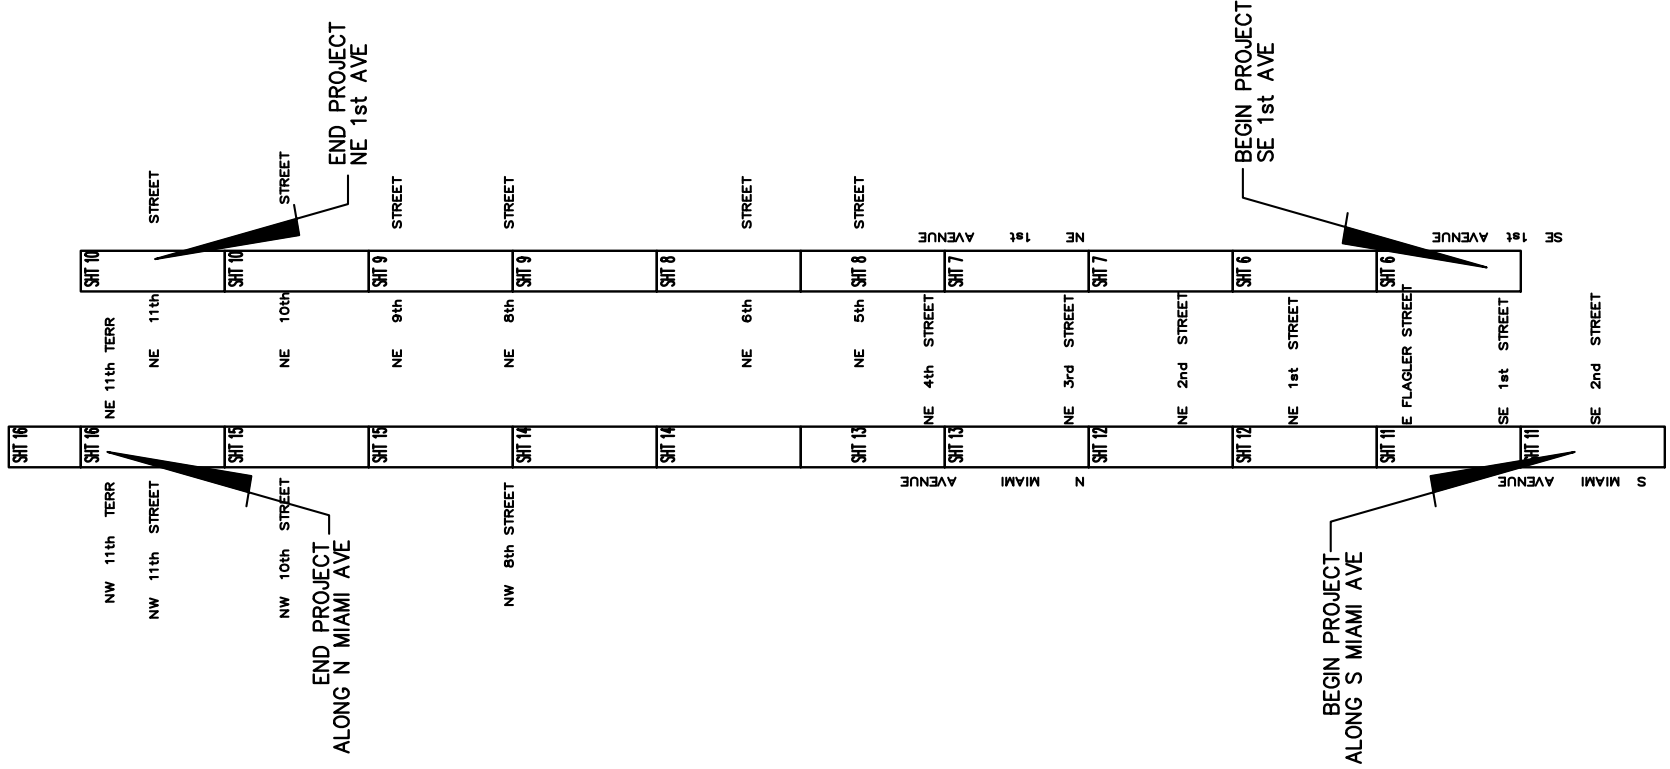 END PROJECT
NE 1st AVE
BEGIN PROJECT
SE 1st AVE
NE 11th STREET
NE 10th STREET
NE 9th STREET
NE 8th STREET
NE 6th STREET
NE 5th STREET
NE 1st AVENUE
SE 1st AVENUE
SHT 10
SHT 10
SHT 9
SHT 9
SHT 8
SHT 8
SHT 7
SHT 7
SHT 6
SHT 6
NE 11th TERR
NE 4th STREET
NE 3rd STREET
NE 2nd STREET
NE 1st STREET
E FLAGLER STREET
SE 1st STREET
SE 2nd STREET
SHT 16
SHT 16
SHT 15
SHT 15
SHT 14
SHT 14
SHT 13
SHT 13
SHT 12
SHT 12
SHT 11
SHT 11
N MIAMI AVENUE
S MIAMI AVENUE
NW 11th TERR
NW 11th STREET
NW 10th STREET
NW 8th STREET
END PROJECT
ALONG N MIAMI AVE
BEGIN PROJECT
ALONG S MIAMI AVE